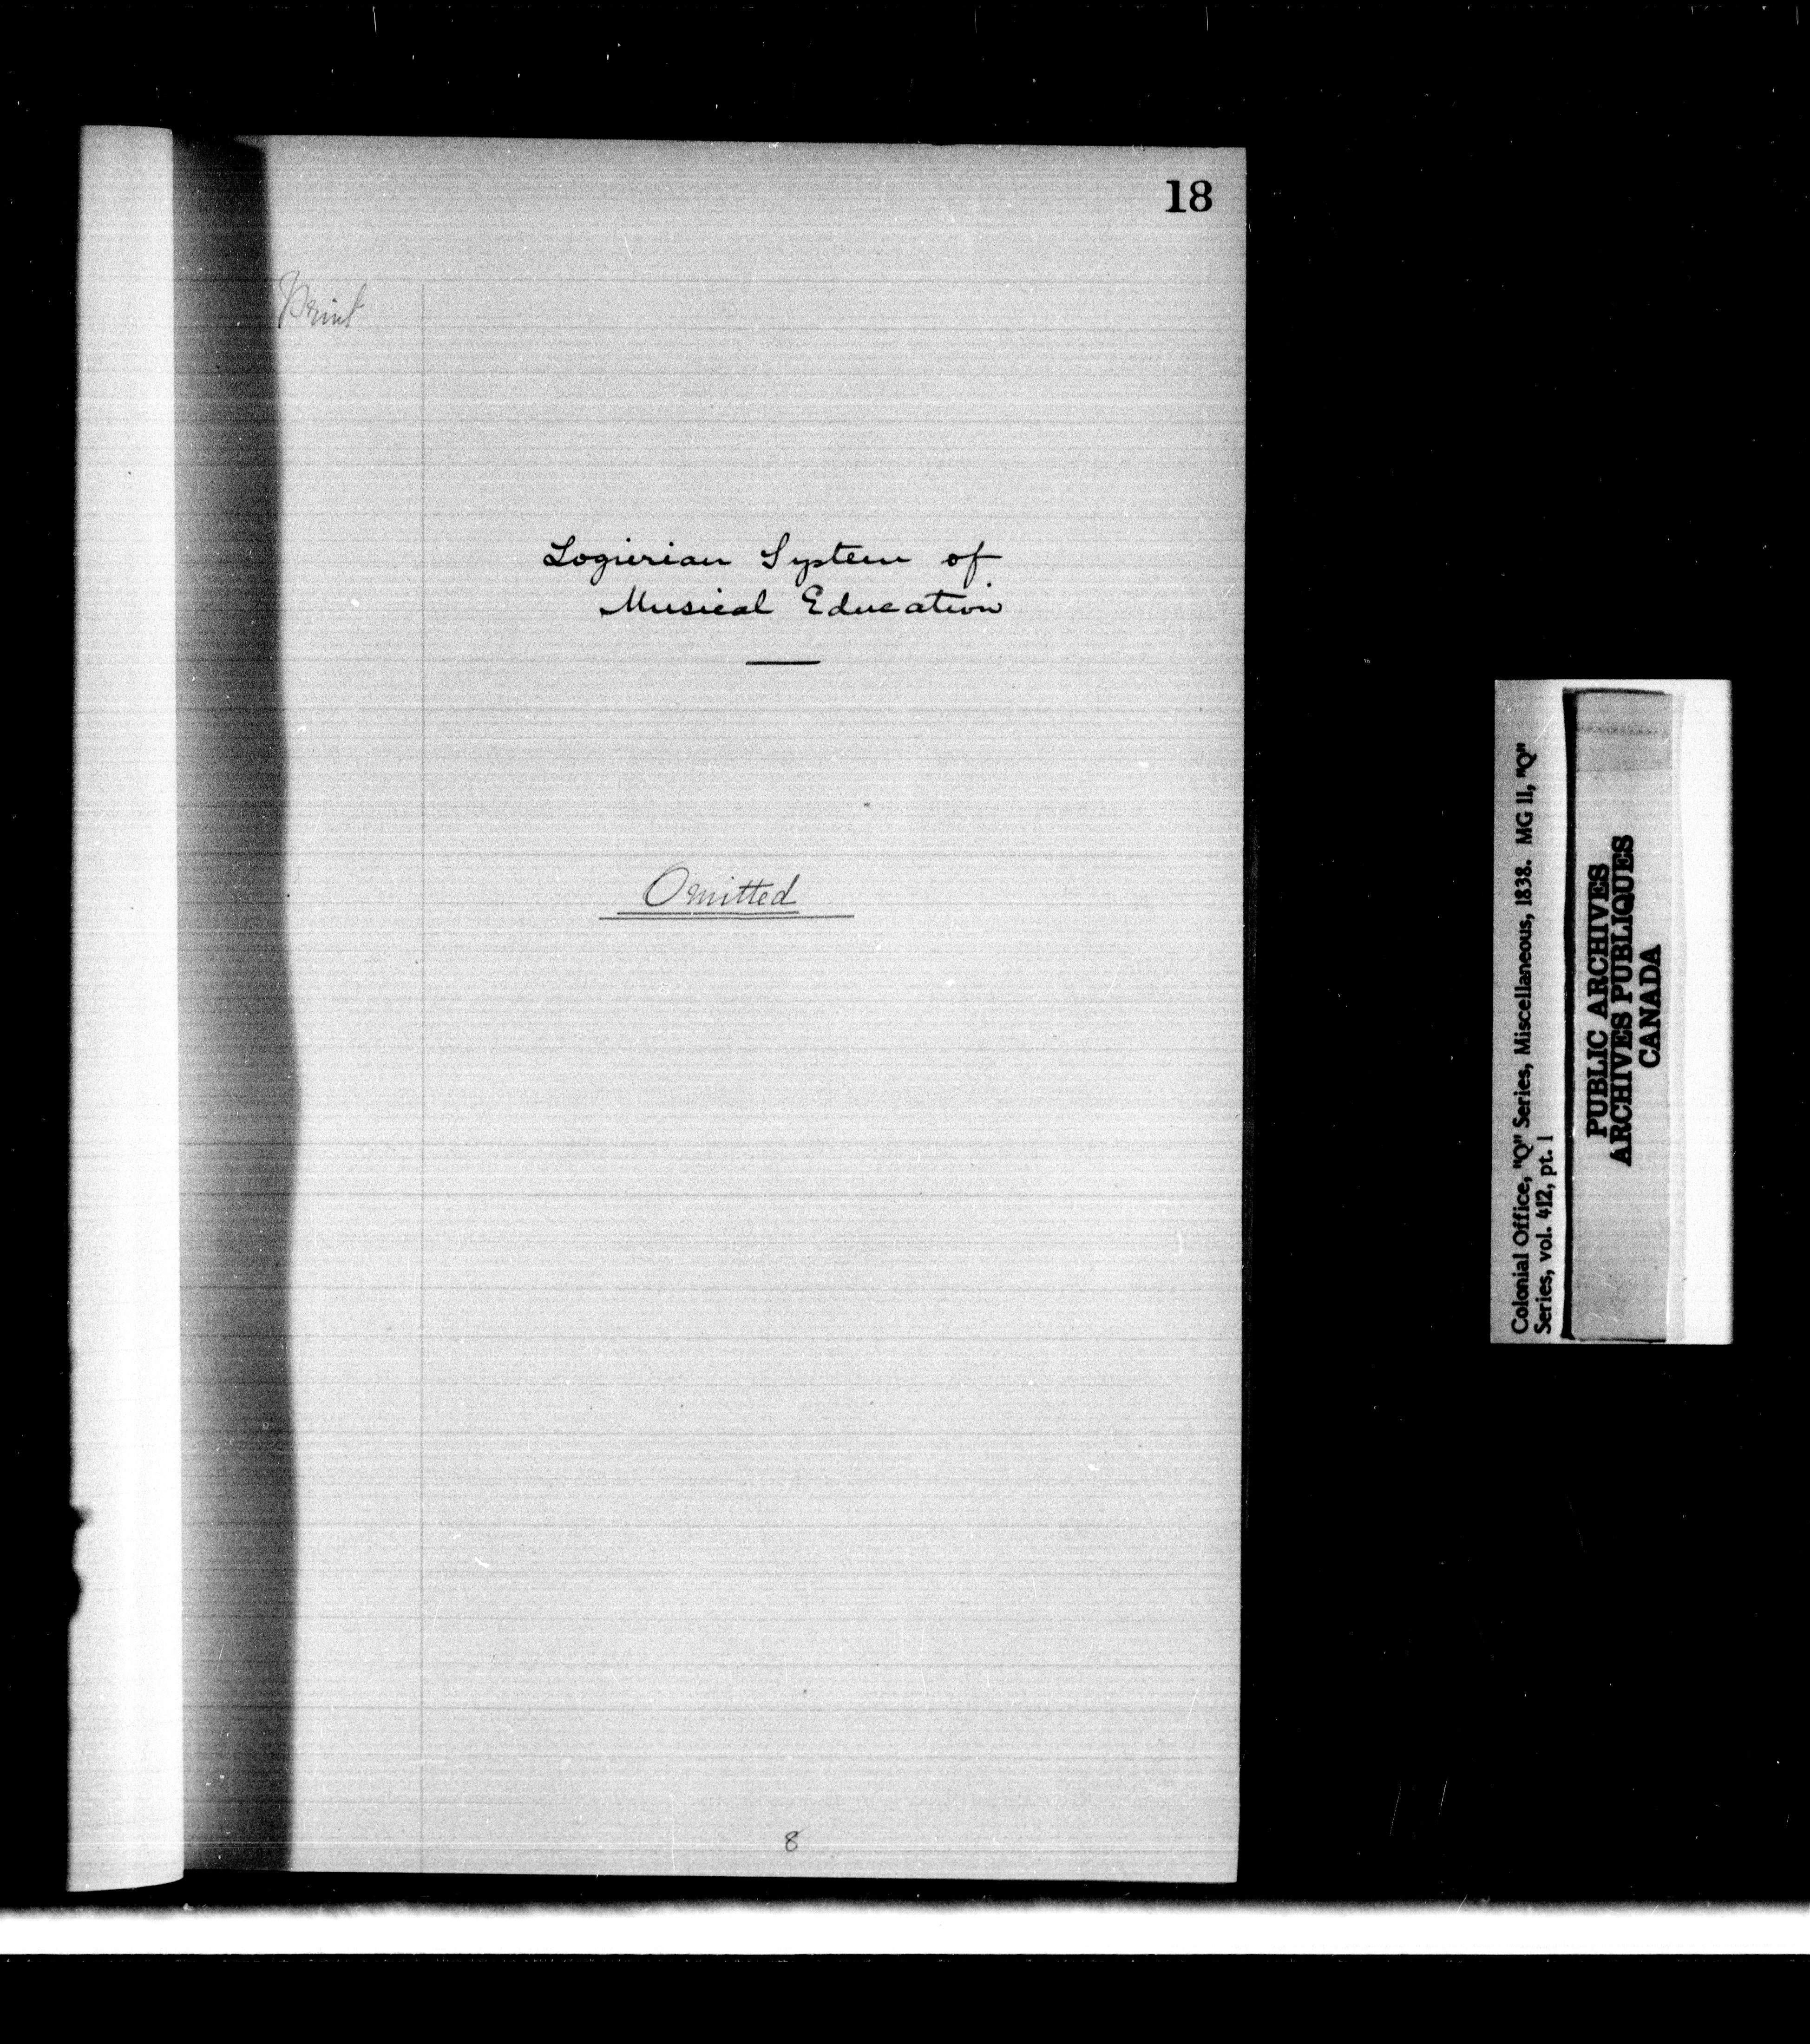 18
Print
Logierian System of
Musical Education
Omitted
8
Colonial Office, "Q" Series, Miscellaneous, 1838. MG 11, "Q"
Series, vol. 412, pt. 1
PUBLIC ARCHIVES
ARCHIVES PUBLIQUES
CANADA